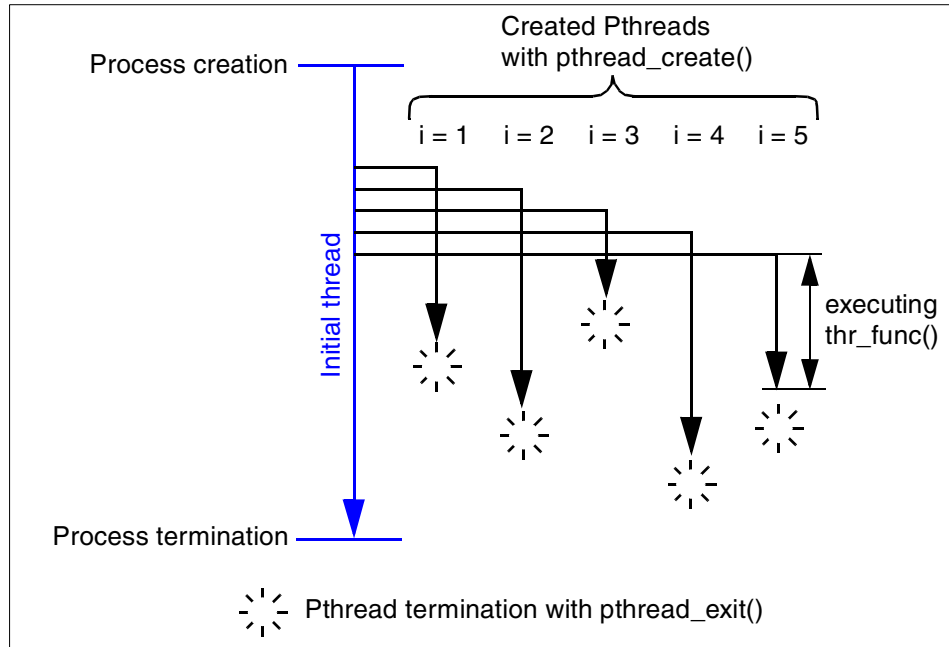 Created Pthreads
with pthread_create()
Process creation
i = 1
i = 2
i = 3
i = 4
i = 5
Initial thread
executing
thr_func()
Process termination
Pthread termination with pthread_exit()